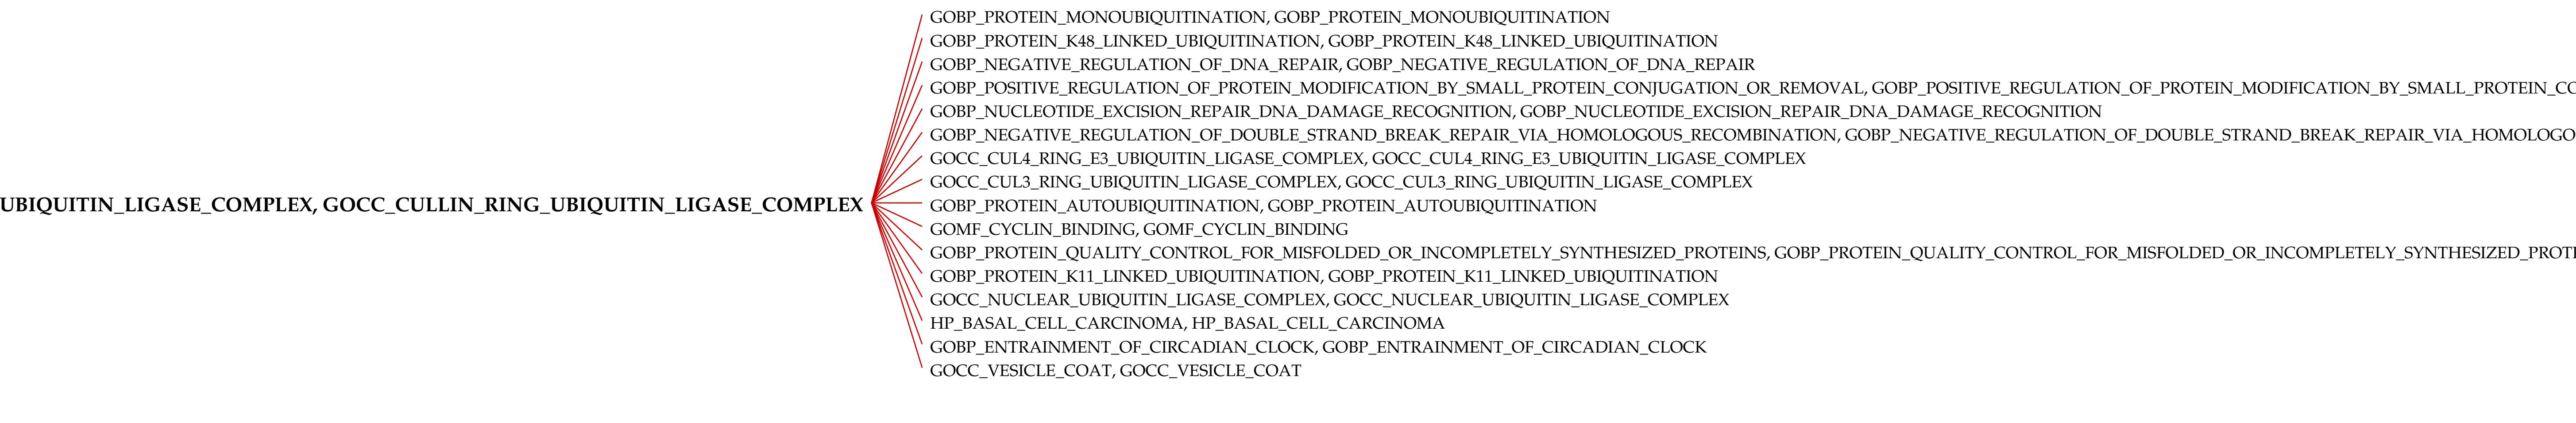 GOBP_PROTEIN_MONOUBIQUITINATION, GOBP_PROTEIN_MONOUBIQUITINATION
GOBP_PROTEIN_K48_LINKED_UBIQUITINATION, GOBP_PROTEIN_K48_LINKED_UBIQUITINATION
GOBP_NEGATIVE_REGULATION_OF_DNA_REPAIR, GOBP_NEGATIVE_REGULATION_OF_DNA_REPAIR
GOBP_POSITIVE_REGULATION_OF_PROTEIN_MODIFICATION_BY_SMALL_PROTEIN_CONJUGATION_OR_REMOVAL, GOBP_POSITIVE_REGULATION_OF_PROTEIN_MODIFICATION_BY_SMALL_PROTEIN_CO
GOBP_NUCLEOTIDE_EXCISION_REPAIR_DNA_DAMAGE_RECOGNITION, GOBP_NUCLEOTIDE_EXCISION_REPAIR_DNA_DAMAGE_RECOGNITION
GOBP_NEGATIVE_REGULATION_OF_DOUBLE_STRAND_BREAK_REPAIR_VIA_HOMOLOGOUS_RECOMBINATION, GOBP_NEGATIVE_REGULATION_OF_DOUBLE_STRAND_BREAK_REPAIR_VIA_HOMOLOGO
GOCC_CUL4_RING_E3_UBIQUITIN_LIGASE_COMPLEX, GOCC_CUL4_RING_E3_UBIQUITIN_LIGASE_COMPLEX
GOCC_CUL3_RING_UBIQUITIN_LIGASE_COMPLEX, GOCC_CUL3_RING_UBIQUITIN_LIGASE_COMPLEX
UBIQUITIN_LIGASE_COMPLEX, GOCC_CULLIN_RING_UBIQUITIN_LIGASE_COMPLEX
GOBP_PROTEIN_AUTOUBIQUITINATION, GOBP_PROTEIN_AUTOUBIQUITINATION
GOMF_CYCLIN_BINDING, GOMF_CYCLIN_BINDING
GOBP_PROTEIN_QUALITY_CONTROL_FOR_MISFOLDED_OR_INCOMPLETELY_SYNTHESIZED_PROTEINS, GOBP_PROTEIN_QUALITY_CONTROL_FOR_MISFOLDED_OR_INCOMPLETELY_SYNTHESIZED_PROTE
GOBP_PROTEIN_K11_LINKED_UBIQUITINATION, GOBP_PROTEIN_K11_LINKED_UBIQUITINATION
GOCC_NUCLEAR_UBIQUITIN_LIGASE_COMPLEX, GOCC_NUCLEAR_UBIQUITIN_LIGASE_COMPLEX
HP_BASAL_CELL_CARCINOMA, HP_BASAL_CELL_CARCINOMA
GOBP_ENTRAINMENT_OF_CIRCADIAN_CLOCK, GOBP_ENTRAINMENT_OF_CIRCADIAN_CLOCK
GOCC_VESICLE_COAT, GOCC_VESICLE_COAT